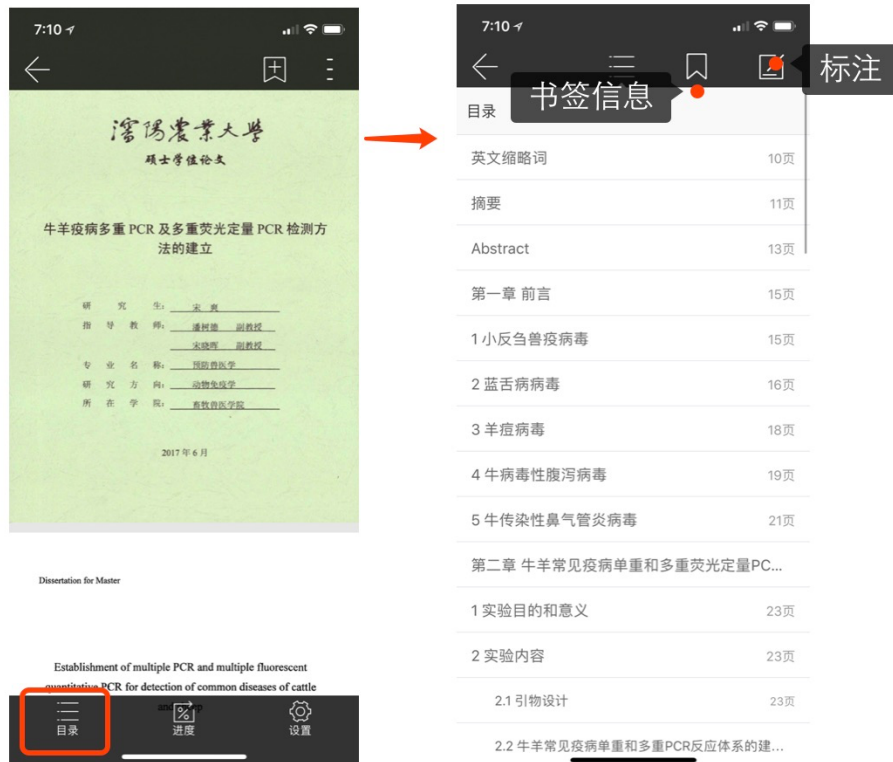 7:10
瀋陽農業大學
硕士学位论文
牛羊疫病多重 PCR 及多重荧光定量 PCR 检测方
法的建立
研 究 生: 宋 爽
指 导 教 师: 潘树德 副教授
宋晓晖 副教授
专 业 名 称: 预防兽医学
研 究 方 向: 动物免疫学
所 在 学 院: 畜牧兽医学院
2017 年 6 月
Dissertation for Master
Establishment of multiple PCR and multiple fluorescent
quantitative PCR for detection of common diseases of cattle
目录
进度
设置
7:10
标注
书签信息
目录
英文缩略词 10页
摘要 11页
Abstract 13页
第一章 前言 15页
1 小反刍兽疫病毒 15页
2 蓝舌病病毒 16页
3 羊痘病毒 18页
4 牛病毒性腹泻病毒 19页
5 牛传染性鼻气管炎病毒 21页
第二章 牛羊常见疫病单重和多重荧光定量PC...
1 实验目的和意义 23页
2 实验内容 23页
2.1 引物设计 23页
2.2 牛羊常见疫病单重和多重PCR反应体系的建...